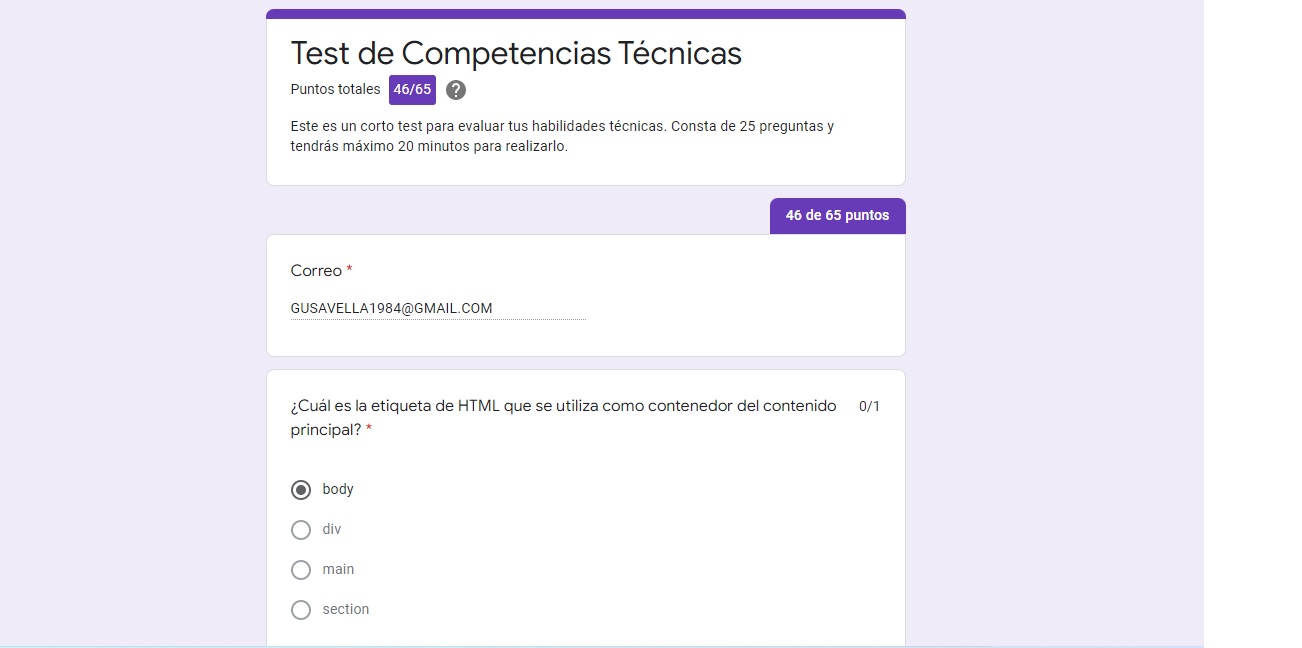 Test de Competencias Técnicas
Puntos totales 46/65 ?
Este es un corto test para evaluar tus habilidades técnicas. Consta de 25 preguntas y
tendrás máximo 20 minutos para realizarlo.
46 de 65 puntos
Correo *
GUSAVELLA1984@GMAIL.COM
¿Cuál es la etiqueta de HTML que se utiliza como contenedor del contenido 0/1
principal? *
body
div
main
section